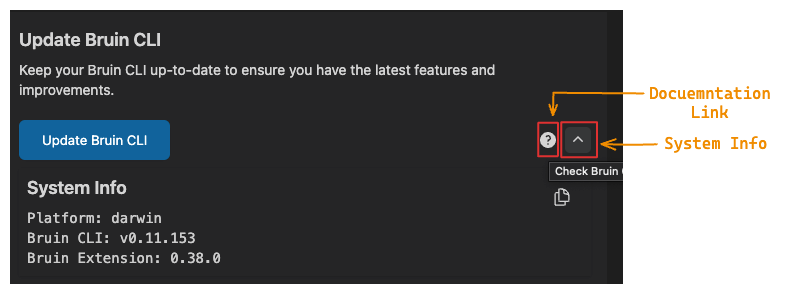 Update Bruin CLI
Keep your Bruin CLI up-to-date to ensure you have the latest features and
improvements.
Docuemntation
Link
Update Bruin CLI
?
System Info
Check Bruin
System Info
Platform: darwin
Bruin CLI: v0.11.153
Bruin Extension: 0.38.0